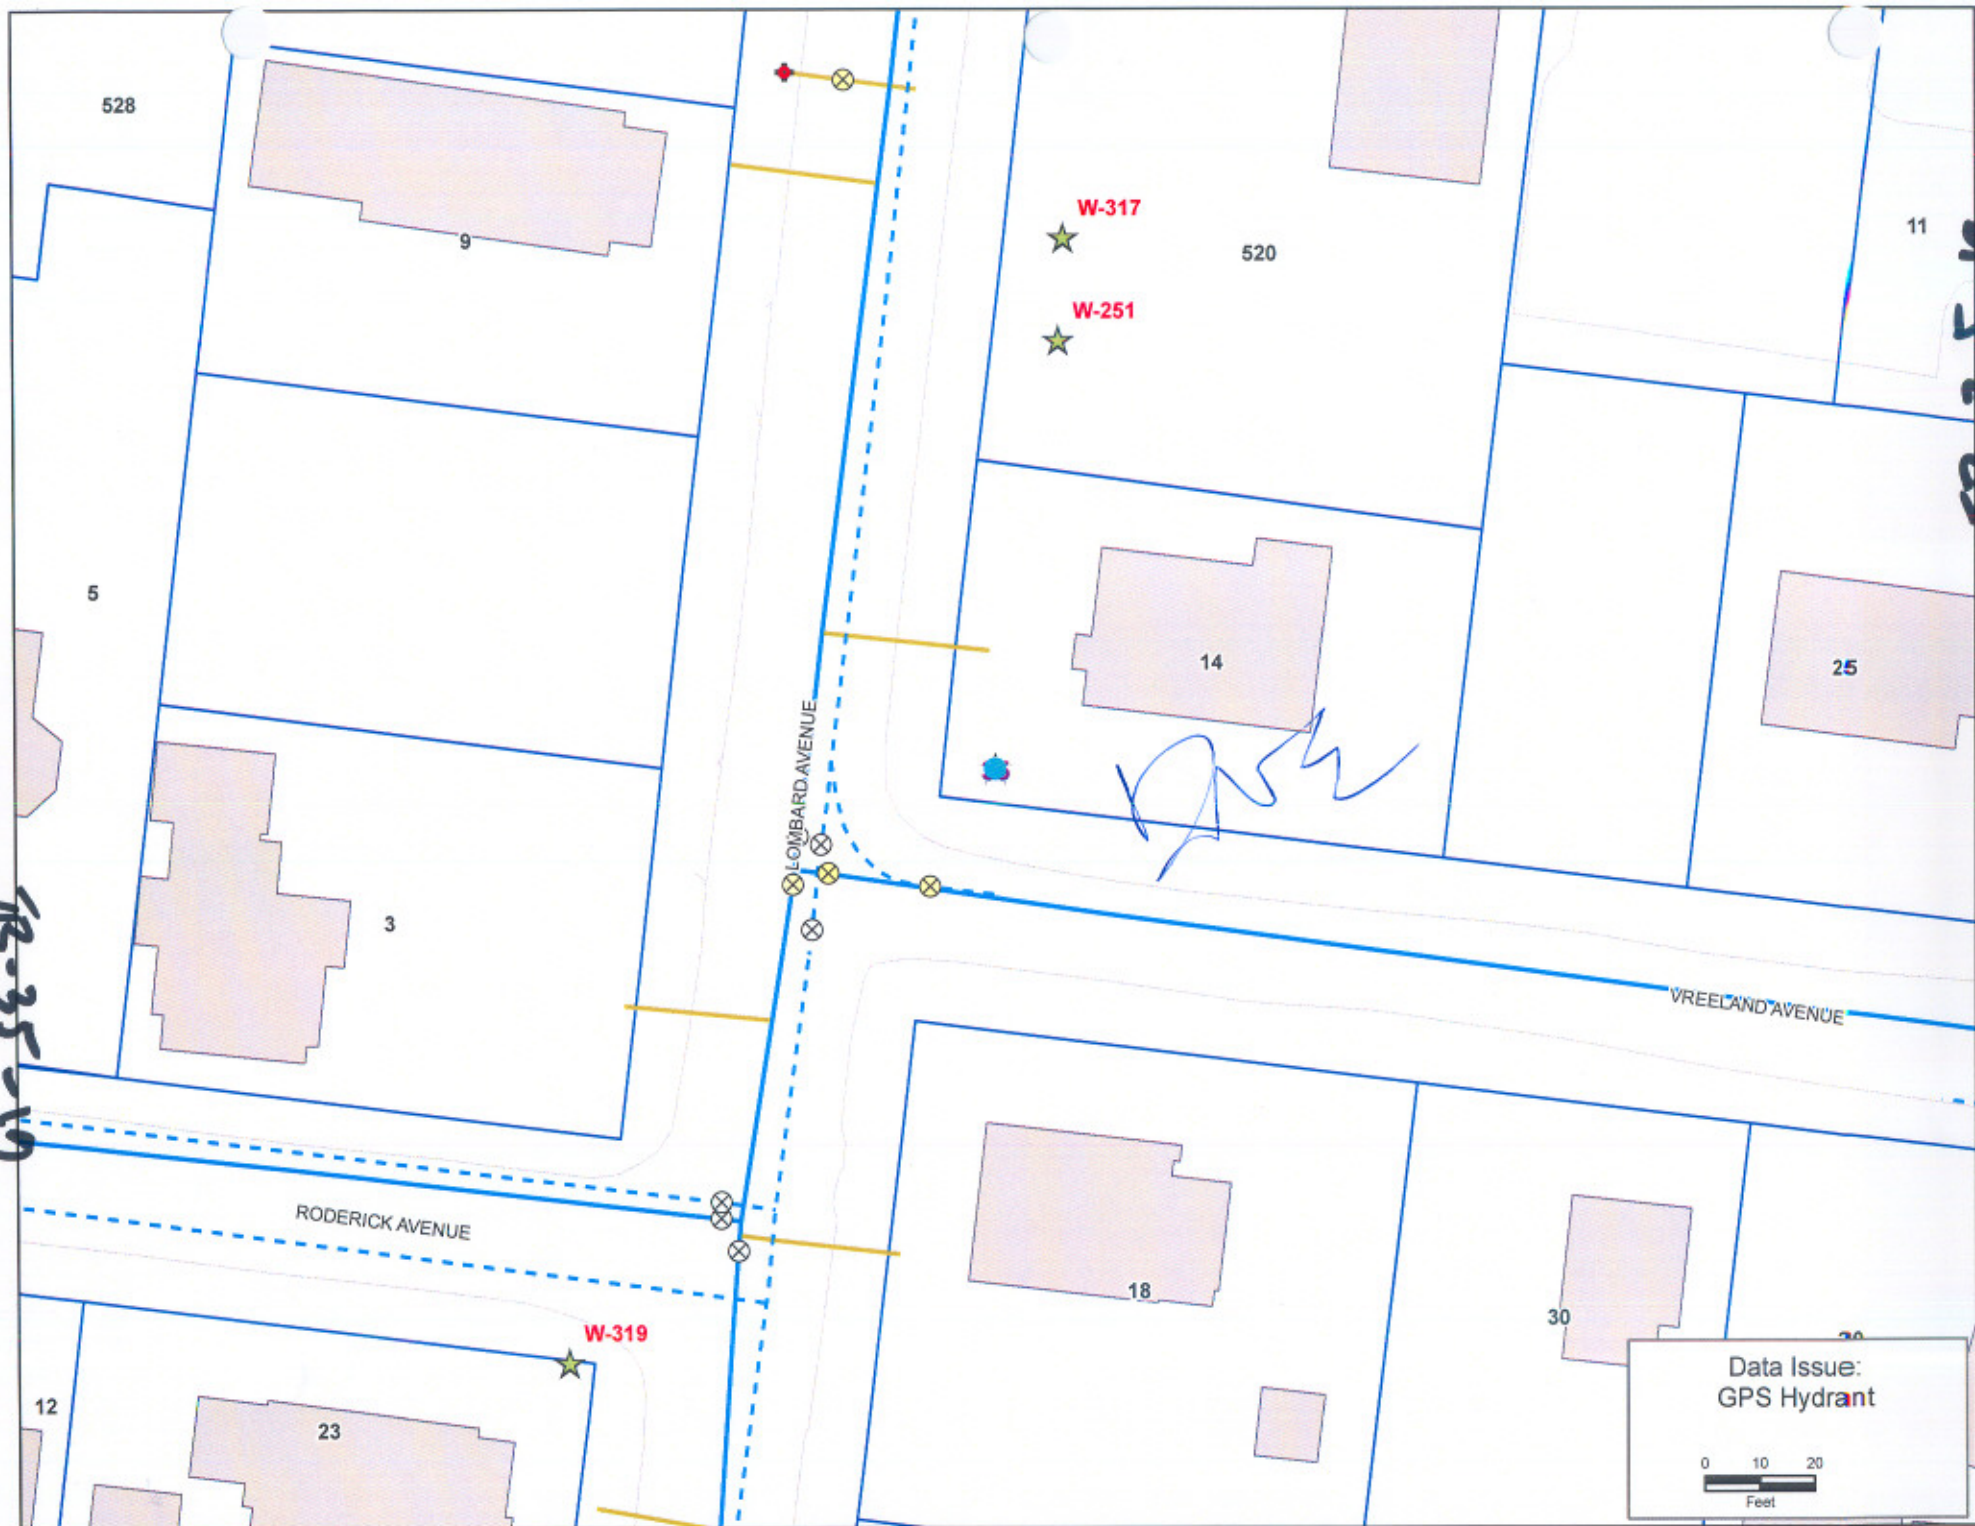 528
9
W-317
520
11
W-251
5
14
25
LOMBARD AVENUE
3
VREELAND AVENUE
RODERICK AVENUE
18
30
W-319
12
23
Data Issue:
GPS Hydrant
0 10 20
Feet